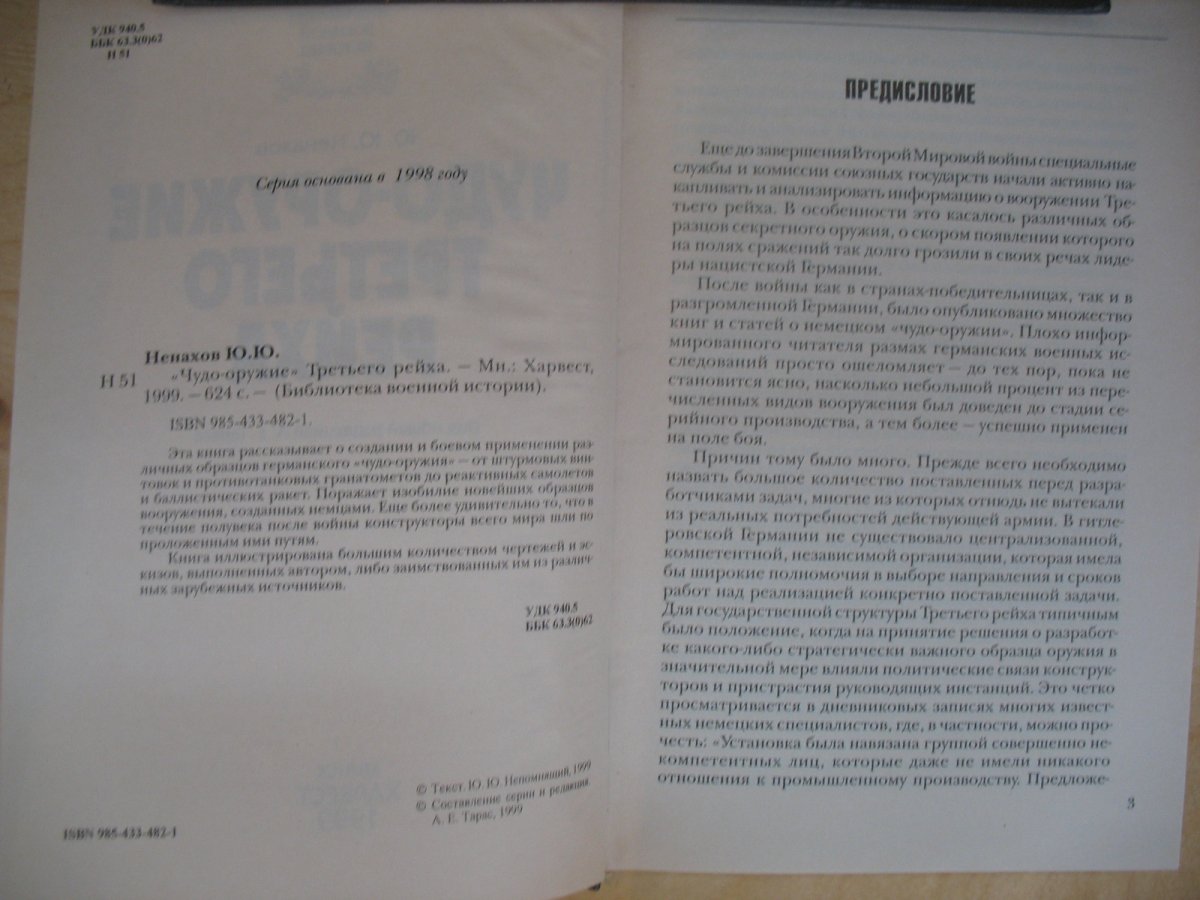 УДК 940.5
ББК 63.3(0)62
Н 51
Серия основана в 1998 году
Ненахов Ю.Ю.
Н 51 «Чудо-оружие« Третьего рейха. — Мн.: Харвест,
1999. — 624 с. — (Библиотека военной истории).
ISBN 985-433-482-1.
Эта книга рассказывает о создании и боевом применении раз-
личных образцов германского «чудо-оружия» — от штурмовых вин-
товок и противотанковых гранатометов до реактивных самолетов
и баллистических ракет. Поражает изобилие новейших образцов
вооружения, созданных немцами. Еще более удивительно то, что в
течение полувека после войны конструкторы всего мира шли по
проложенным ими путям.
Книга иллюстрирована большим количеством чертежей и эс-
кизов, выполненных автором, либо заимствованных им из различ-
ных зарубежных источников.
УДК 940.5
ББК 63.3(0)62
© Текст. Ю. Ю. Непомнящий, 1999
© Составление серии и редакция.
А. Е. Тарас, 1999
ISBN 985-433-482-1
ПРЕДИСЛОВИЕ
Еще до завершения Второй Мировой войны специальные
службы и комиссии союзных государств начали активно на-
капливать и анализировать информацию о вооружении Тре-
тьего рейха. В особенности это касалось различных об-
разцов секретного оружия, о скором появлении которого
на полях сражений так долго грозили в своих речах лиде-
ры нацистской Германии.
После войны как в странах-победительницах, так и в
разгромленной Германии, было опубликовано множество
книг и статей о немецком «чудо-оружии». Плохо инфор-
мированного читателя размах германских военных ис-
следований просто ошеломляет — до тех пор, пока не
становится ясно, насколько небольшой процент из пере-
численных видов вооружения был доведен до стадии се-
рийного производства, а тем более — успешно применен
на поле боя.
Причин тому было много. Прежде всего необходимо
назвать большое количество поставленных перед разра-
ботчиками задач, многие из которых отнюдь не вытекали
из реальных потребностей действующей армии. В гитле-
ровской Германии не существовало централизованной,
компетентной, независимой организации, которая имела
бы широкие полномочия в выборе направления и сроков
работ над реализацией конкретно поставленной задачи.
Для государственной структуры Третьего рейха типичным
было положение, когда на принятие решения о разработ-
ке какого-либо стратегически важного образца оружия в
значительной мере влияли политические связи конструк-
торов и пристрастия руководящих инстанций. Это четко
просматривается в дневниковых записях многих извест-
ных немецких специалистов, где, в частности, можно про-
честь: «Установка была навязана группой совершенно не-
компетентных лиц, которые даже не имели никакого
отношения к промышленному производству. Предложе-
3